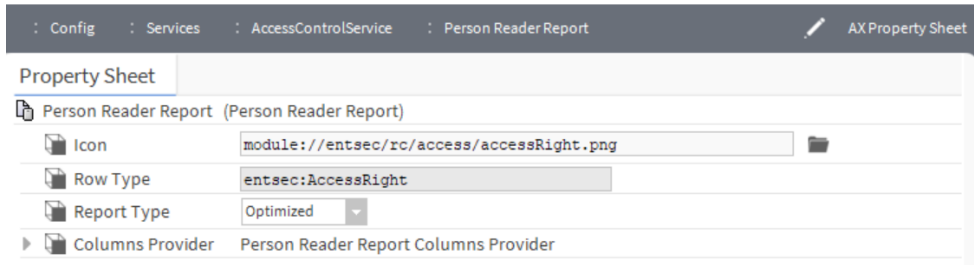 : Config : Services : AccessControlService : Person Reader Report AX Property Sheet
Property Sheet
Person Reader Report (Person Reader Report)
Icon module://entsec/rc/access/accessRight.png
Row Type entsec:AccessRight
Report Type Optimized
Columns Provider Person Reader Report Columns Provider